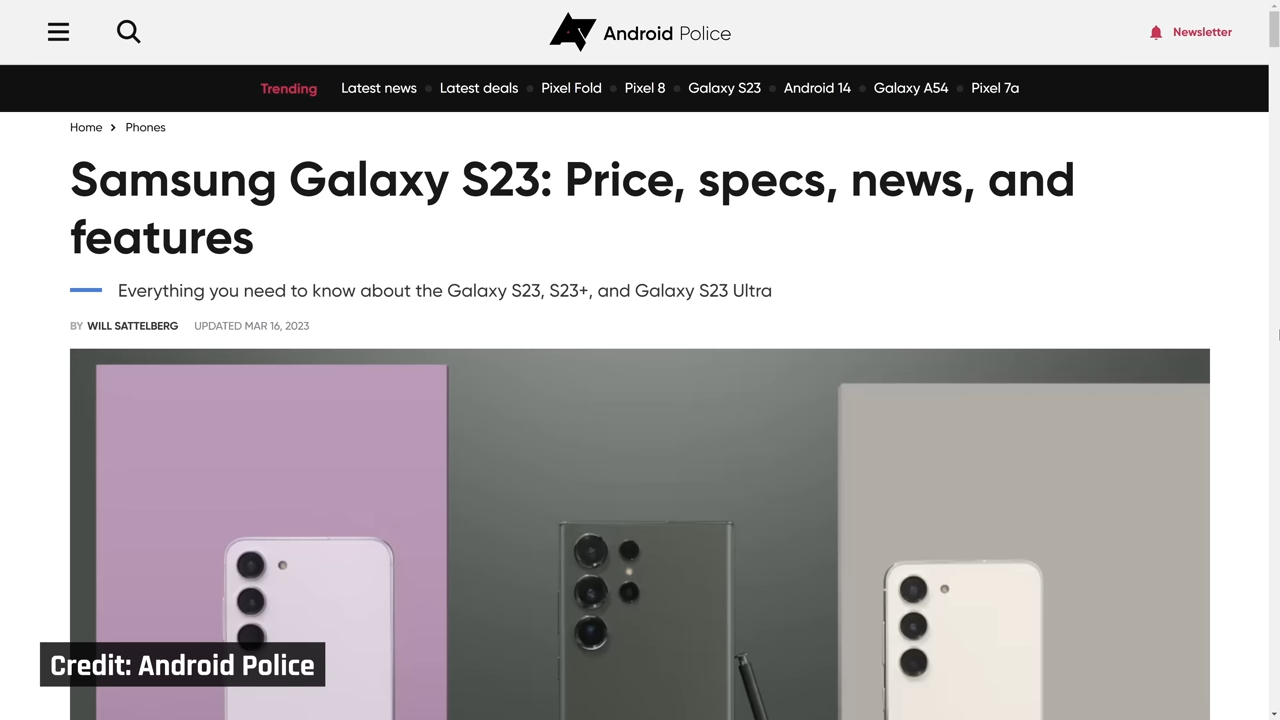 Android Police
Newsletter
Trending Latest news Latest deals Pixel Fold Pixel 8 Galaxy S23 Android 14 Galaxy A54 Pixel 7a
Home > Phones
Samsung Galaxy S23: Price, specs, news, and
features
Everything you need to know about the Galaxy S23, S23+, and Galaxy S23 Ultra
BY WILL SATTELBERG UPDATED MAR 16, 2023
Credit: Android Police